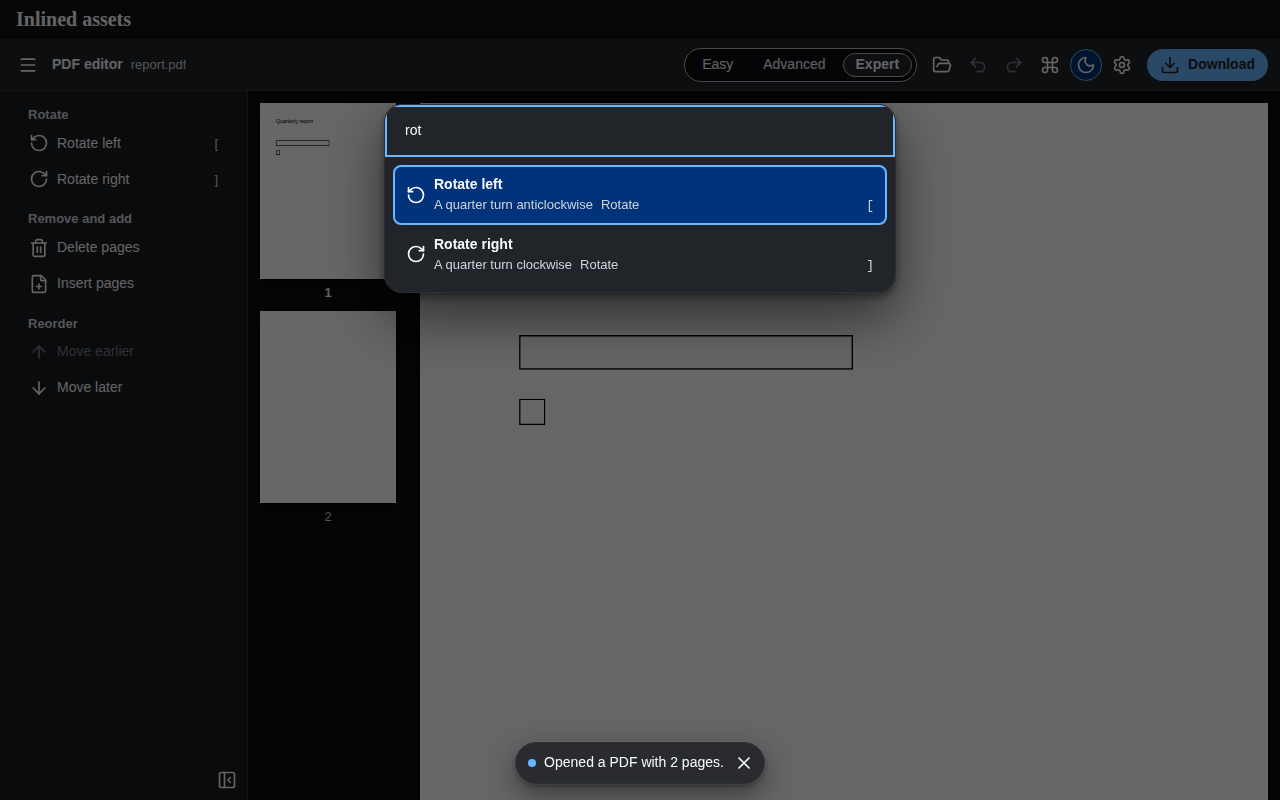 Inlined assets
PDF editor report.pdf
Easy Advanced Expert
Download
Rotate
Rotate left [
Rotate right ]
Remove and add
Delete pages
Insert pages
Reorder
Move earlier
Move later
Quarterly report
1
2
rot
Rotate left
A quarter turn anticlockwise Rotate [
Rotate right
A quarter turn clockwise Rotate ]
Opened a PDF with 2 pages.